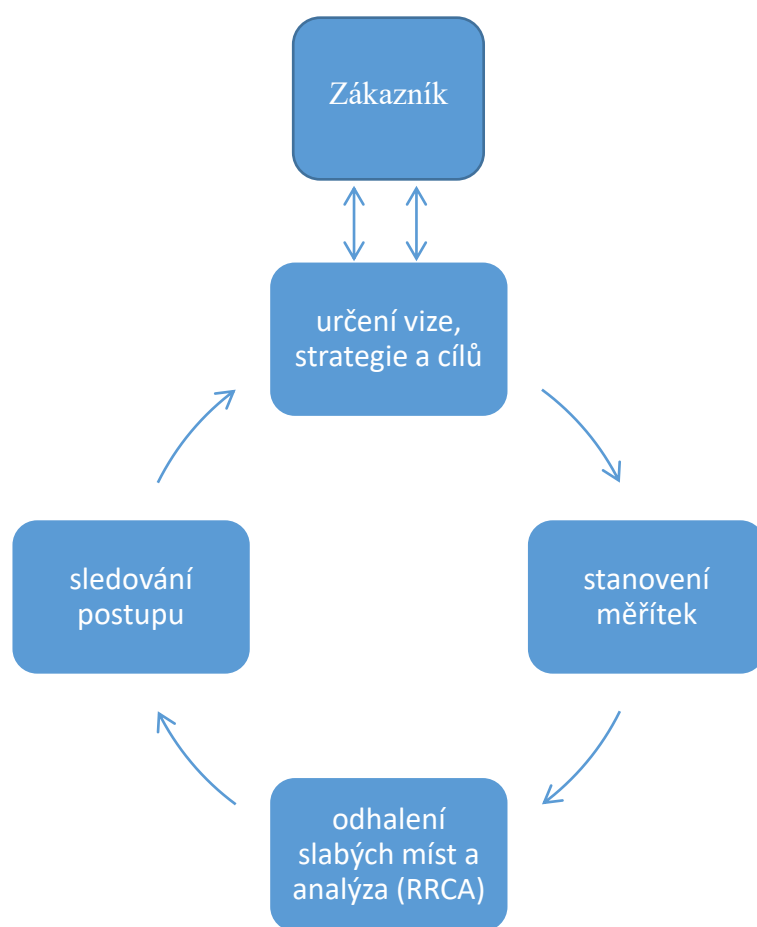 Zákazník
určení vize,
strategie a cílů
sledování
postupu
stanovení
měřítek
odhalení
slabých míst a
analýza (RRCA)